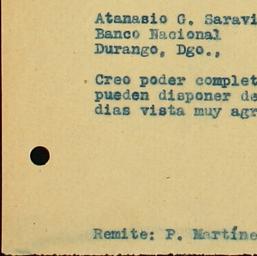 Atanasio G. Saravi
Banco Nacional
Durango, Dgo.,
Creo poder complet
pueden disponer de
dias vista muy agr
Remite: P. Martíne